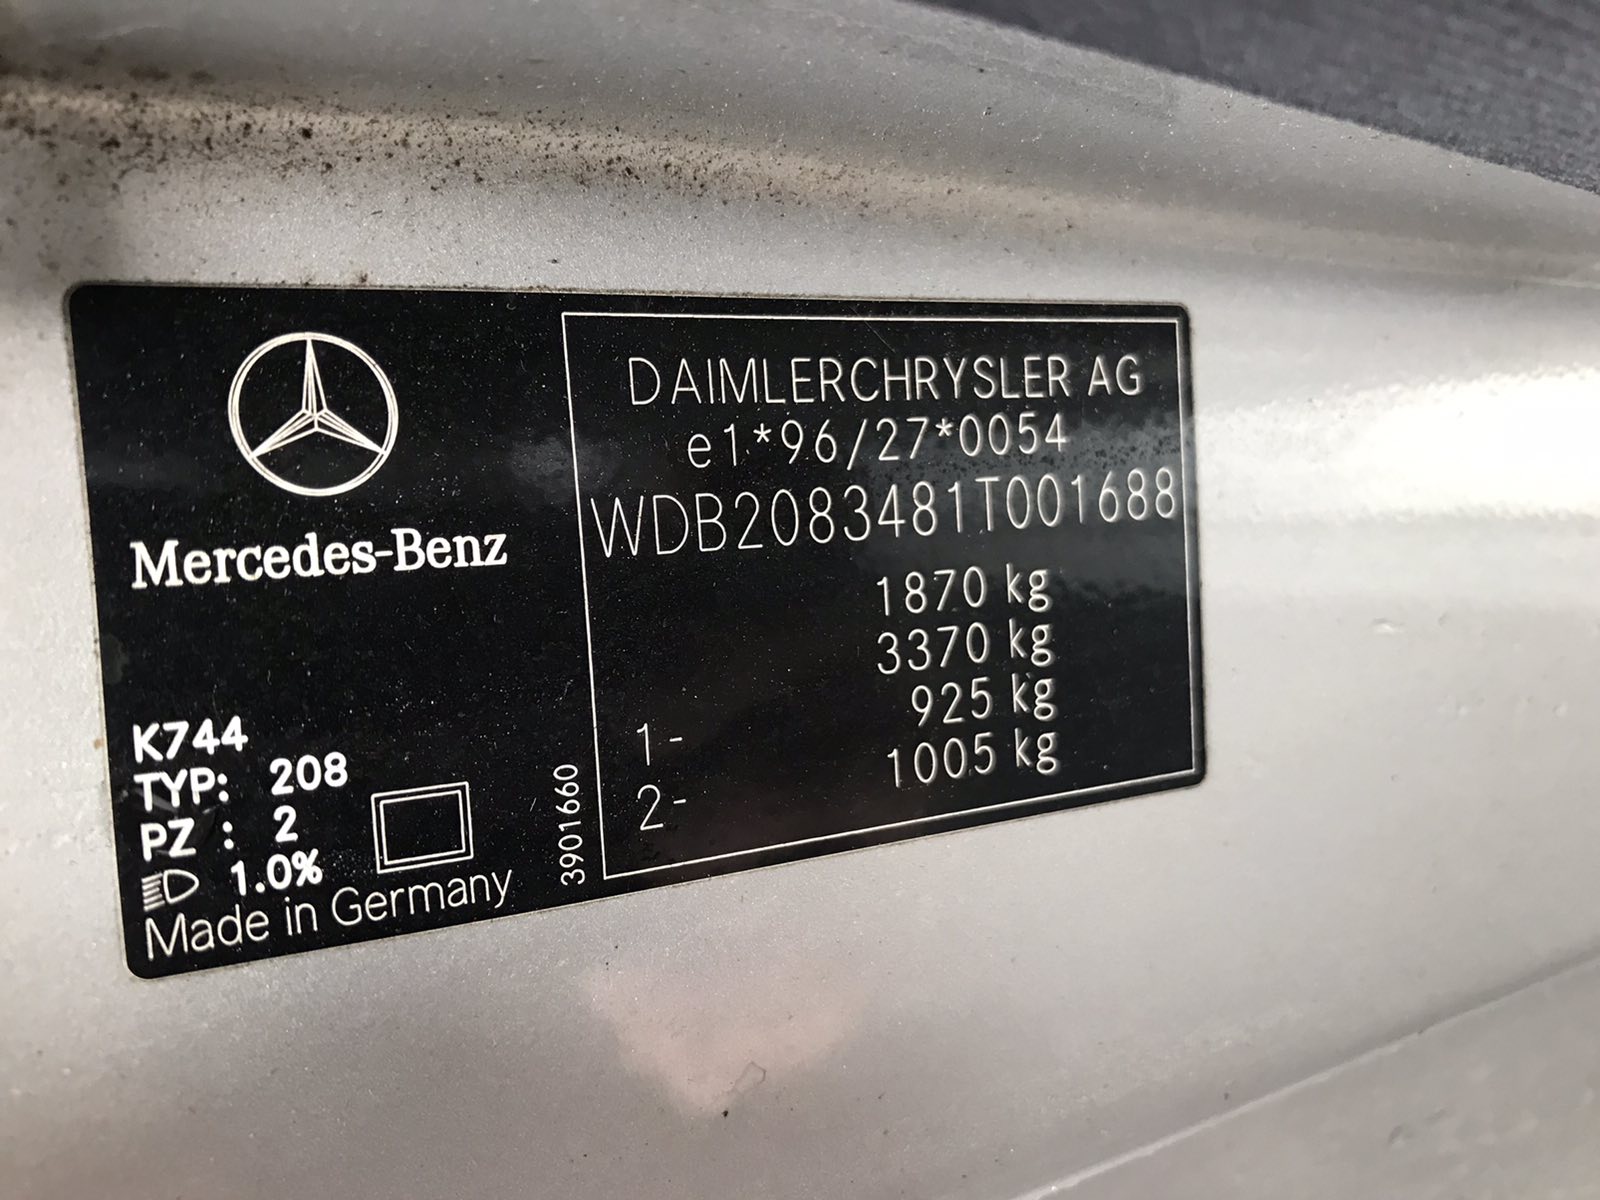 Mercedes-Benz
K744
TYP: 208
PZ : 2
1.0%
Made in Germany
3901660
DAIMLERCHRYSLER AG
e1*96/27*0054
WDB2083481T001688
1870 kg
3370 kg
1- 925 kg
2- 1005 kg